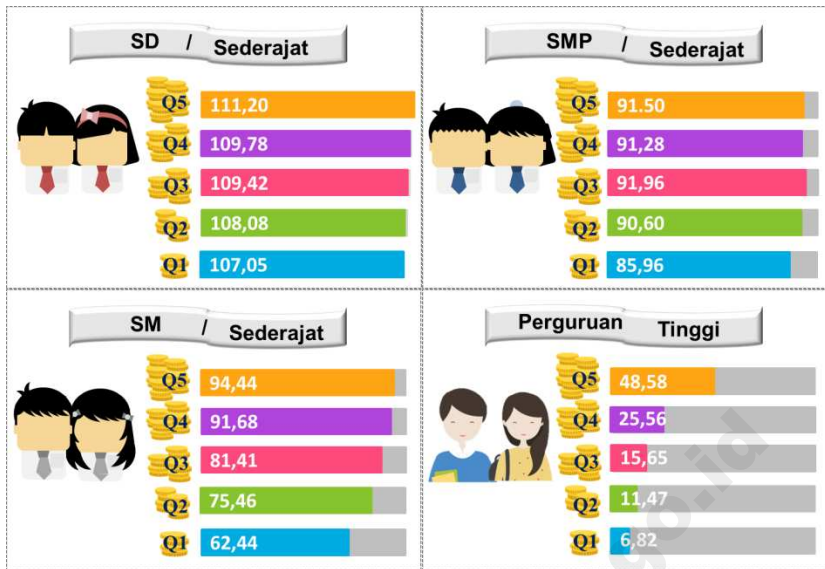 SD / Sederajat
Q5 111,20
Q4 109,78
Q3 109,42
Q2 108,08
Q1 107,05
SMP / Sederajat
Q5 91.50
Q4 91,28
Q3 91,96
Q2 90,60
Q1 85,96
SM / Sederajat
Q5 94,44
Q4 91,68
Q3 81,41
Q2 75,46
Q1 62,44
Perguruan Tinggi
Q5 48,58
Q4 25,56
Q3 15,65
Q2 11,47
Q1 6,82
go.id